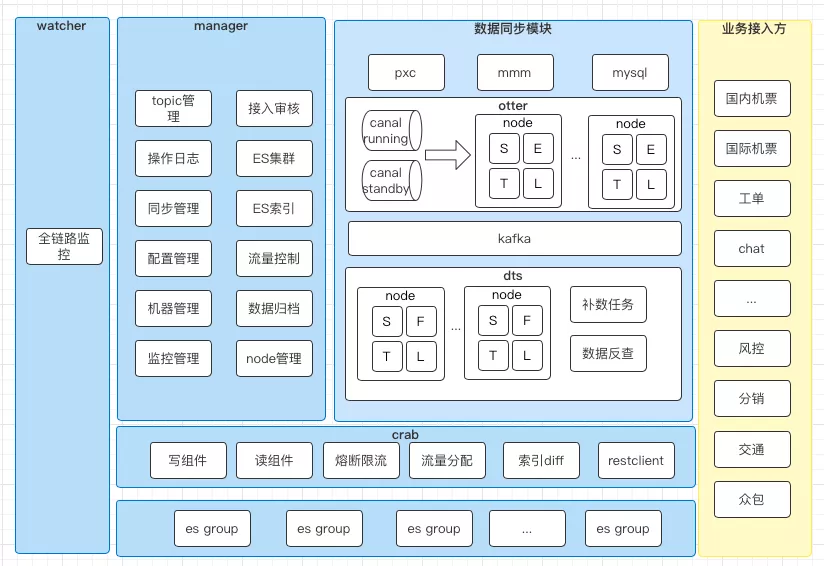 watcher
全链路监
控
manager
topic管
理
接入审核
操作日志
ES集群
同步管理
ES索引
配置管理
流量控制
机器管理
数据归档
监控管理
node管理
数据同步模块
pxc
mmm
mysql
otter
canal
running
canal
standby
node
S
E
T
L
...
node
S
E
T
L
kafka
dts
node
S
F
T
L
...
node
S
F
T
L
补数任务
数据反查
业务接入方
国内机票
国际机票
工单
chat
...
风控
分销
交通
众包
crab
写组件
读组件
熔断限流
流量分配
索引diff
restclient
es group
es group
es group
...
es group